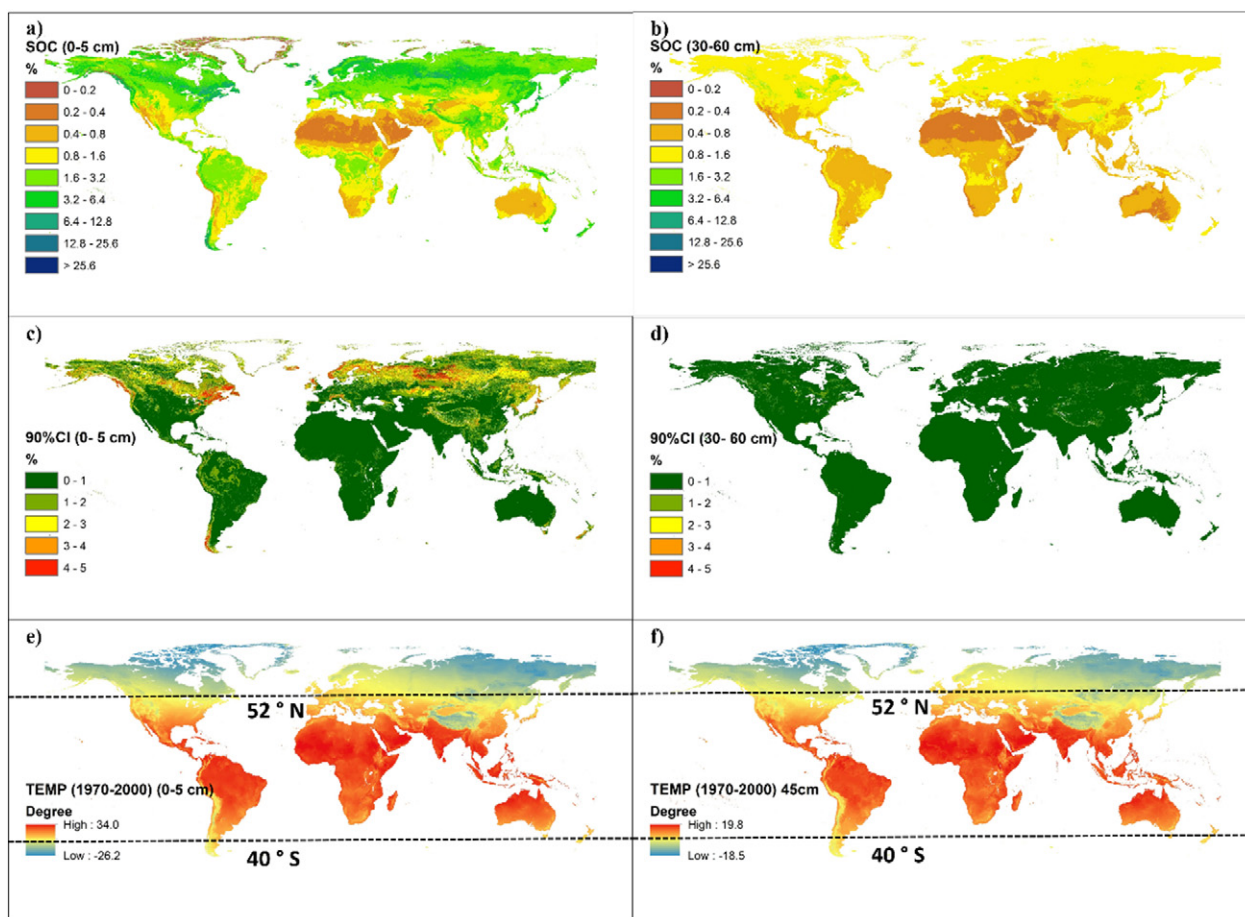 a)
SOC (0-5 cm)
%
0 - 0.2
0.2 - 0.4
0.4 - 0.8
0.8 - 1.6
1.6 - 3.2
3.2 - 6.4
6.4 - 12.8
12.8 - 25.6
> 25.6
b)
SOC (30-60 cm)
%
0 - 0.2
0.2 - 0.4
0.4 - 0.8
0.8 - 1.6
1.6 - 3.2
3.2 - 6.4
6.4 - 12.8
12.8 - 25.6
> 25.6
c)
90%CI (0- 5 cm)
%
0 - 1
1 - 2
2 - 3
3 - 4
4 - 5
d)
90%CI (30- 60 cm)
%
0 - 1
1 - 2
2 - 3
3 - 4
4 - 5
e)
52 ° N
TEMP (1970-2000) (0-5 cm)
Degree
High : 34.0
Low : -26.2
40 ° S
f)
52 ° N
TEMP (1970-2000) 45cm
Degree
High : 19.8
Low : -18.5
40 ° S